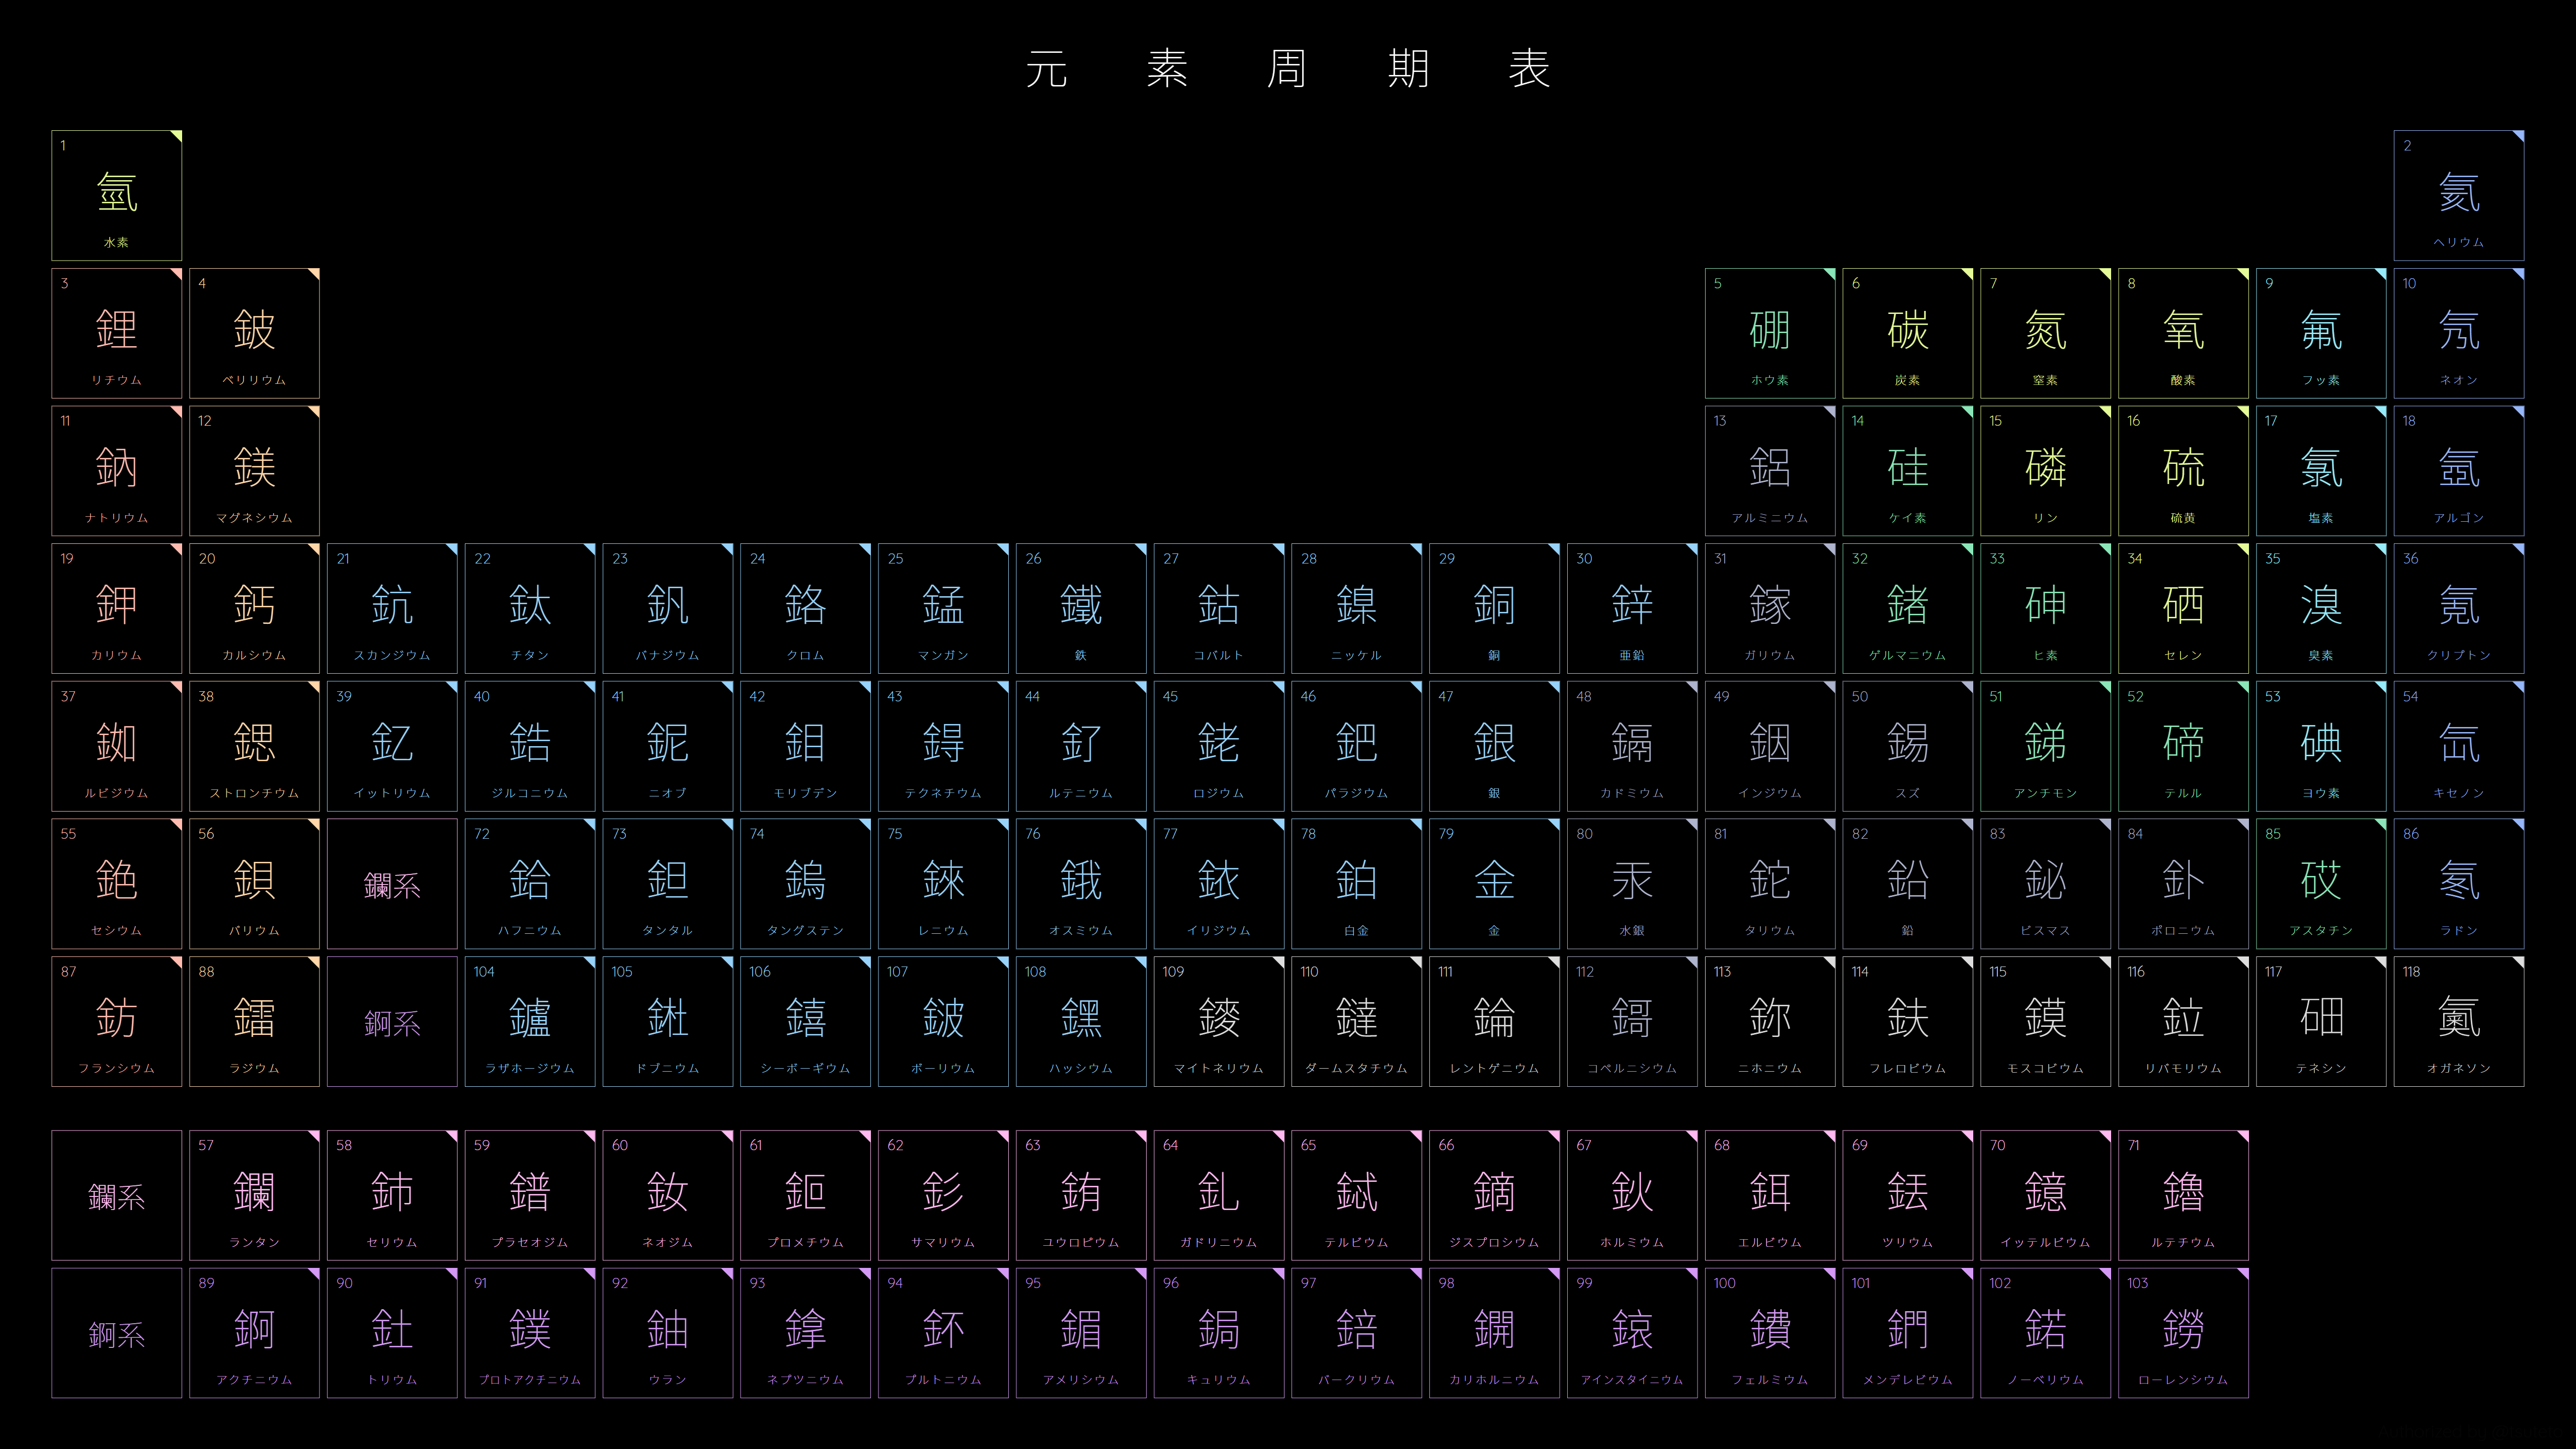 元素周期表
1
氫
水素
2
氦
ヘリウム
3
鋰
リチウム
4
鈹
ベリリウム
5
硼
ホウ素
6
碳
炭素
7
氮
窒素
8
氧
酸素
9
氟
フッ素
10
氖
ネオン
11
鈉
ナトリウム
12
鎂
マグネシウム
13
鋁
アルミニウム
14
硅
ケイ素
15
磷
リン
16
硫
硫黄
17
氯
塩素
18
氬
アルゴン
19
鉀
カリウム
20
鈣
カルシウム
21
鈧
スカンジウム
22
鈦
チタン
23
釩
バナジウム
24
鉻
クロム
25
錳
マンガン
26
鐵
鉄
27
鈷
コバルト
28
鎳
ニッケル
29
銅
銅
30
鋅
亜鉛
31
鎵
ガリウム
32
鍺
ゲルマニウム
33
砷
ヒ素
34
硒
セレン
35
溴
臭素
36
氪
クリプトン
37
銣
ルビジウム
38
鍶
ストロンチウム
39
釔
イットリウム
40
鋯
ジルコニウム
41
鈮
ニオブ
42
鉬
モリブデン
43
鍀
テクネチウム
44
釕
ルテニウム
45
銠
ロジウム
46
鈀
パラジウム
47
銀
銀
48
鎘
カドミウム
49
銦
インジウム
50
錫
スズ
51
銻
アンチモン
52
碲
テルル
53
碘
ヨウ素
54
氙
キセノン
55
銫
セシウム
56
鋇
バリウム
鑭系
72
鉿
ハフニウム
73
鉭
タンタル
74
鎢
タングステン
75
錸
レニウム
76
鋨
オスミウム
77
銥
イリジウム
78
鉑
白金
79
金
金
80
汞
水銀
81
鉈
タリウム
82
鉛
鉛
83
鉍
ビスマス
84
釙
ポロニウム
85
砹
アスタチン
86
氡
ラドン
87
鈁
フランシウム
88
鐳
ラジウム
錒系
104
鑪
ラザホージウム
105
𨧀
ドブニウム
106
𨭎
シーボーギウム
107
𨨏
ボーリウム
108
𨭆
ハッシウム
109
䥑
マイトネリウム
110
鐽
ダームスタチウム
111
錀
レントゲニウム
112
鎶
コペルニシウム
113
鉨
ニホニウム
114
鈇
フレロビウム
115
鏌
モスコビウム
116
鉝
リバモリウム
117
鿬
テネシン
118
鿫
オガネソン
鑭系
57
鑭
ランタン
58
鈰
セリウム
59
鐠
プラセオジム
60
釹
ネオジム
61
鉕
プロメチウム
62
釤
サマリウム
63
銪
ユウロピウム
64
釓
ガドリニウム
65
鋱
テルビウム
66
鏑
ジスプロシウム
67
鈥
ホルミウム
68
鉺
エルビウム
69
銩
ツリウム
70
鐿
イッテルビウム
71
鑥
ルテチウム
錒系
89
錒
アクチニウム
90
釷
トリウム
91
鏷
プロトアクチニウム
92
鈾
ウラン
93
鎿
ネプツニウム
94
鈈
プルトニウム
95
鎇
アメリシウム
96
鋦
キュリウム
97
錇
バークリウム
98
鐦
カリホルニウム
99
鎄
アインスタイニウム
100
鐨
フェルミウム
101
鍆
メンデレビウム
102
鍩
ノーベリウム
103
鐒
ローレンシウム